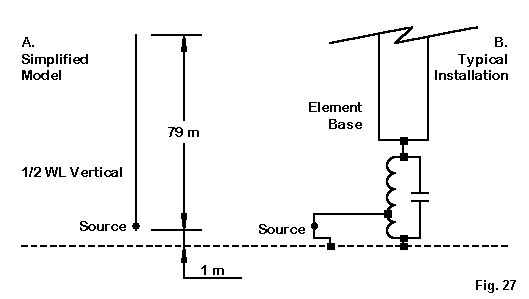 A.
Simplified
Model
79 m
1/2 WL Vertical
Source
1 m
B.
Typical
Installation
Element
Base
Source
Fig. 27